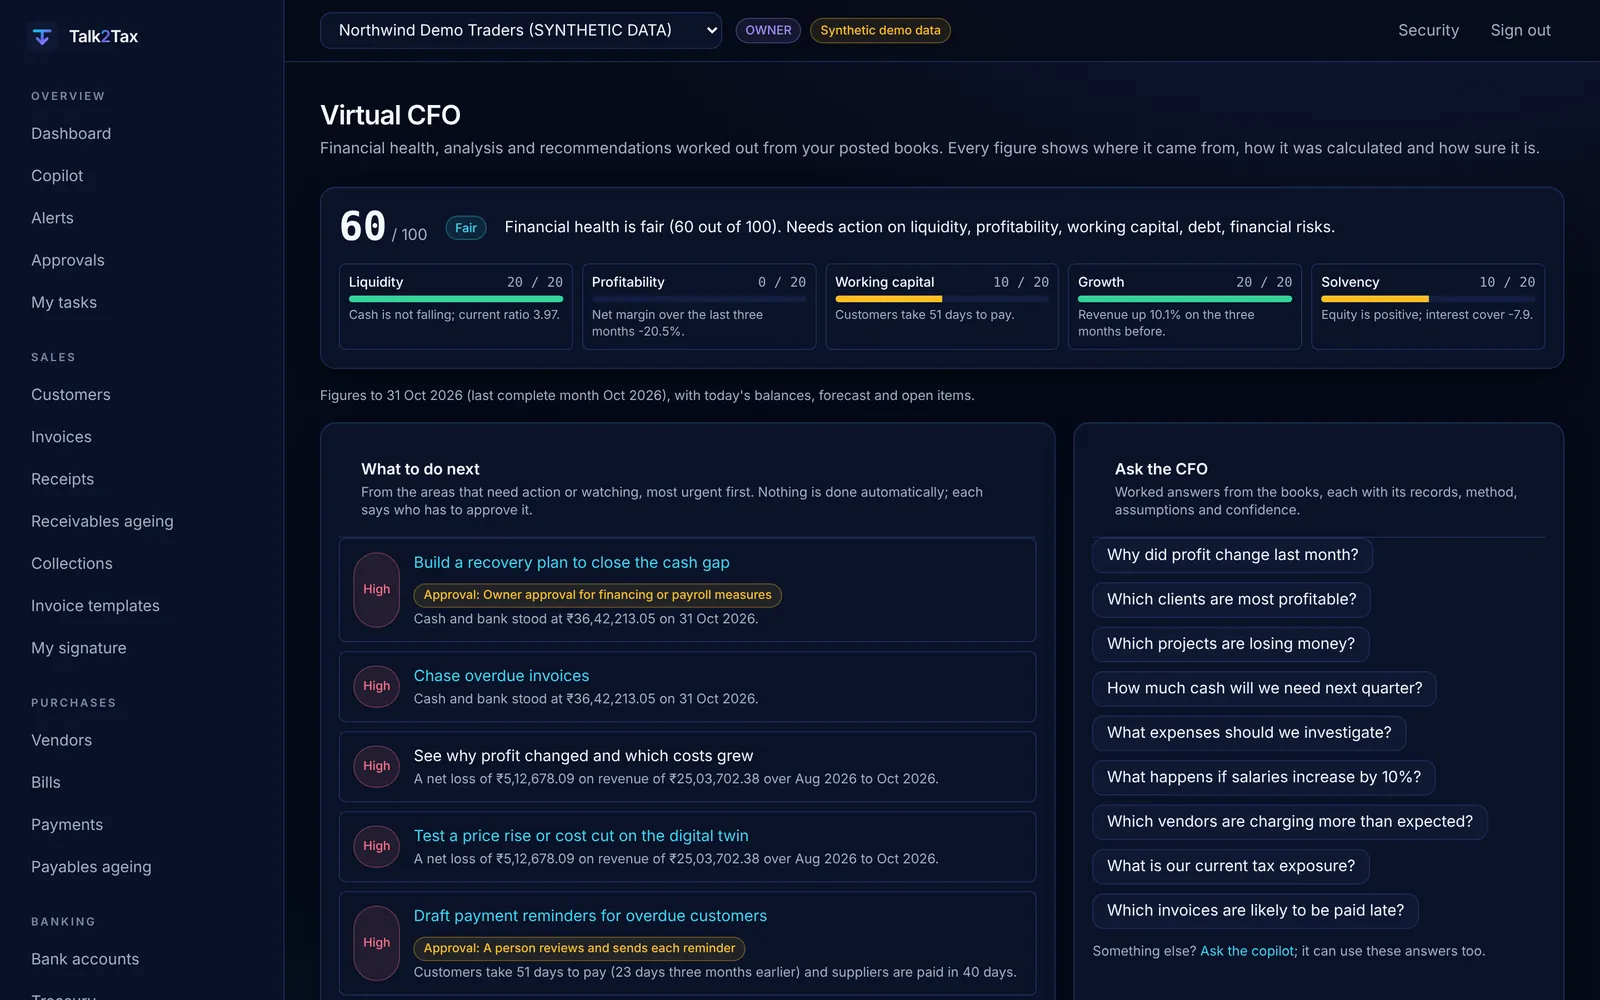 Talk2Tax
Northwind Demo Traders (SYNTHETIC DATA)
OWNER
Synthetic demo data
Security
Sign out
OVERVIEW
Dashboard
Copilot
Alerts
Approvals
My tasks
SALES
Customers
Invoices
Receipts
Receivables ageing
Collections
Invoice templates
My signature
PURCHASES
Vendors
Bills
Payments
Payables ageing
BANKING
Bank accounts
Treasury
Virtual CFO
Financial health, analysis and recommendations worked out from your posted books. Every figure shows where it came from, how it was calculated and how sure it is.
60 / 100
Fair
Financial health is fair (60 out of 100). Needs action on liquidity, profitability, working capital, debt, financial risks.
Liquidity 20 / 20
Cash is not falling; current ratio 3.97.
Profitability 0 / 20
Net margin over the last three
months -20.5%.
Working capital 10 / 20
Customers take 51 days to pay.
Growth 20 / 20
Revenue up 10.1% on the three
months before.
Solvency 10 / 20
Equity is positive; interest cover -7.9.
Figures to 31 Oct 2026 (last complete month Oct 2026), with today's balances, forecast and open items.
What to do next
From the areas that need action or watching, most urgent first. Nothing is done automatically; each
says who has to approve it.
High
Build a recovery plan to close the cash gap
Approval: Owner approval for financing or payroll measures
Cash and bank stood at ₹36,42,213.05 on 31 Oct 2026.
High
Chase overdue invoices
Cash and bank stood at ₹36,42,213.05 on 31 Oct 2026.
High
See why profit changed and which costs grew
A net loss of ₹5,12,678.09 on revenue of ₹25,03,702.38 over Aug 2026 to Oct 2026.
High
Test a price rise or cost cut on the digital twin
A net loss of ₹5,12,678.09 on revenue of ₹25,03,702.38 over Aug 2026 to Oct 2026.
High
Draft payment reminders for overdue customers
Approval: A person reviews and sends each reminder
Customers take 51 days to pay (23 days three months earlier) and suppliers are paid in 40 days.
Ask the CFO
Worked answers from the books, each with its records, method,
assumptions and confidence.
Why did profit change last month?
Which clients are most profitable?
Which projects are losing money?
How much cash will we need next quarter?
What expenses should we investigate?
What happens if salaries increase by 10%?
Which vendors are charging more than expected?
What is our current tax exposure?
Which invoices are likely to be paid late?
Something else? Ask the copilot; it can use these answers too.